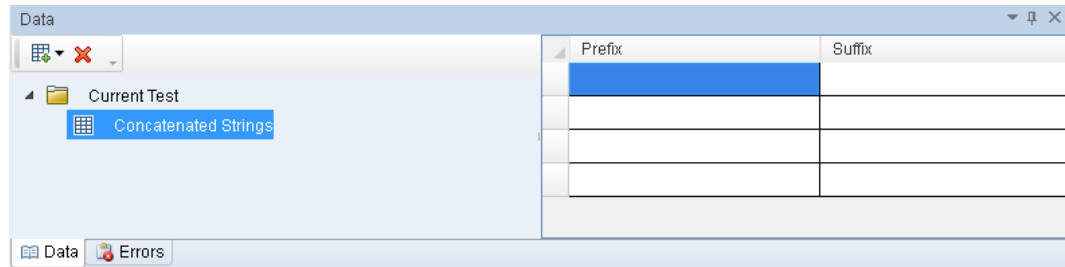 Data
Prefix Suffix
Current Test
Concatenated Strings
Data Errors